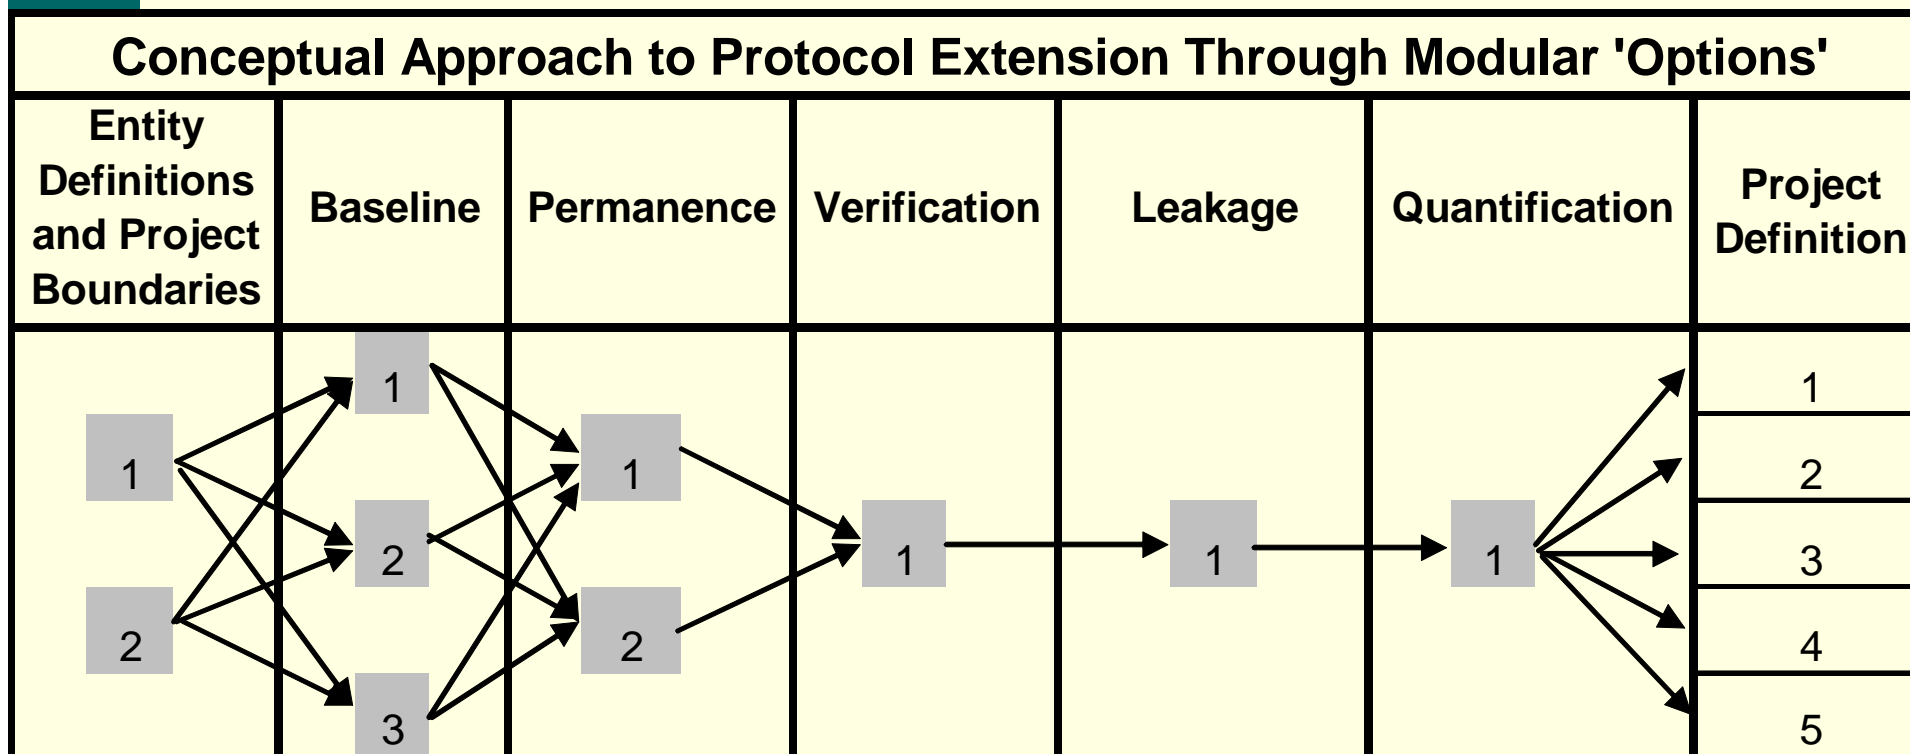 Conceptual Approach to Protocol Extension Through Modular 'Options'
Entity
Definitions
and Project
Boundaries
Baseline
Permanence
Verification
Leakage
Quantification
Project
Definition
1
2
1
2
3
1
2
1
1
1
1
2
3
4
5